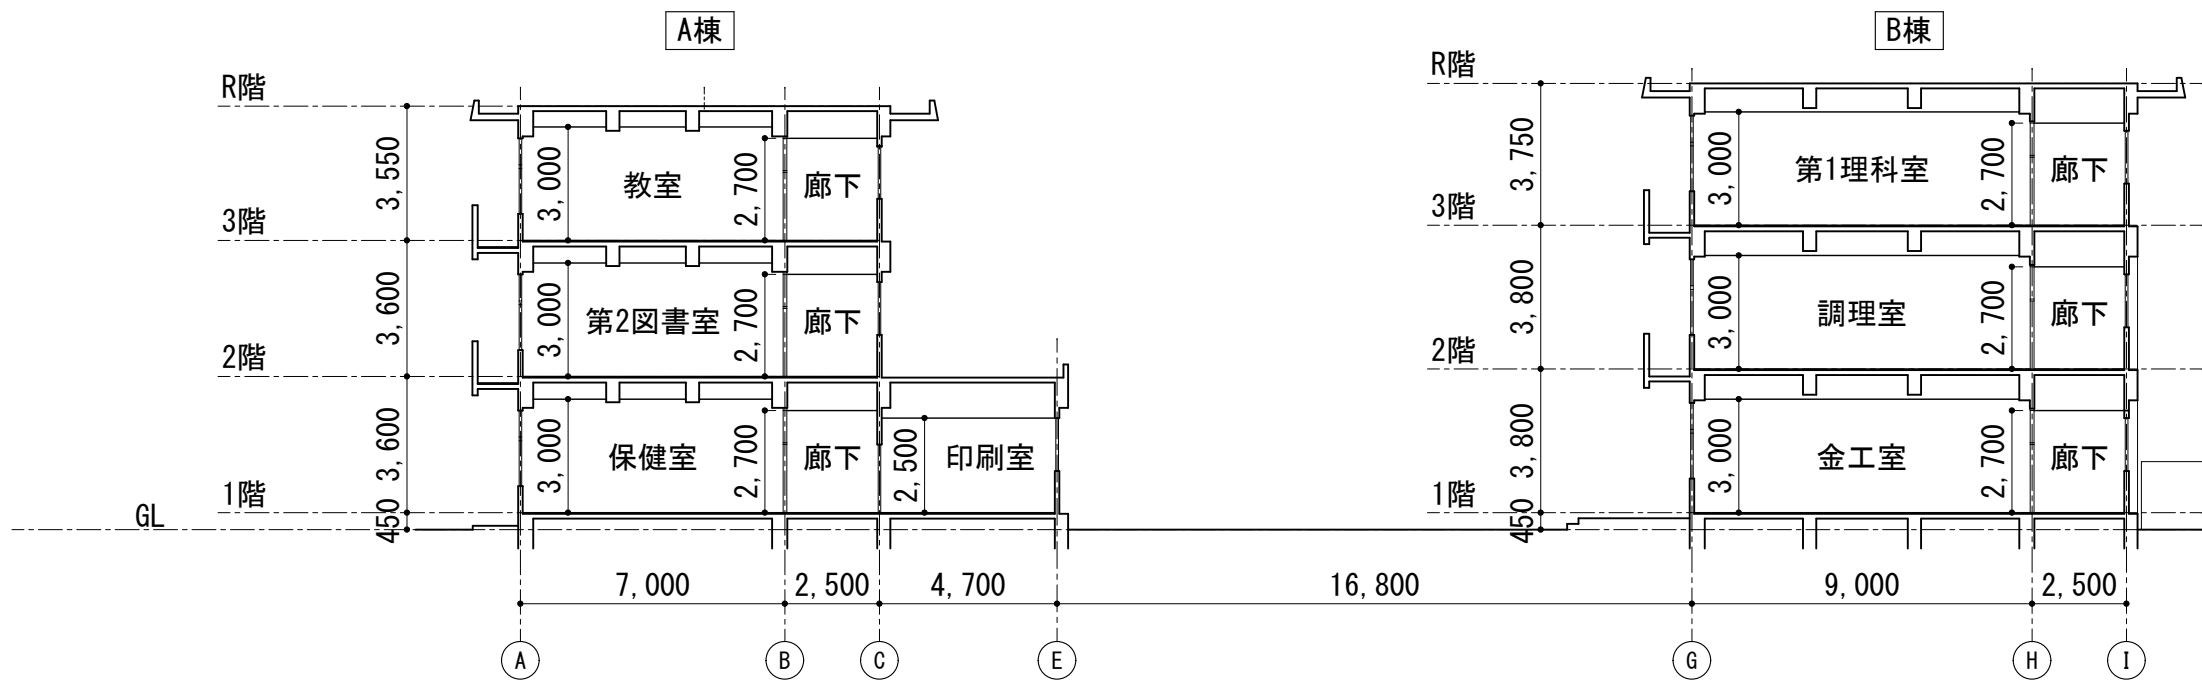 A棟
R階
3階
2階
1階
GL
3,550
3,600
3,600
450
3,000
教室
2,700
廊下
3,000
第2図書室
2,700
廊下
3,000
保健室
2,700
廊下
2,500
印刷室
B棟
R階
3階
2階
1階
3,750
3,800
3,800
450
3,000
第1理科室
2,700
廊下
3,000
調理室
2,700
廊下
3,000
金工室
2,700
廊下
7,000
2,500
4,700
16,800
9,000
2,500
A
B
C
E
G
H
I